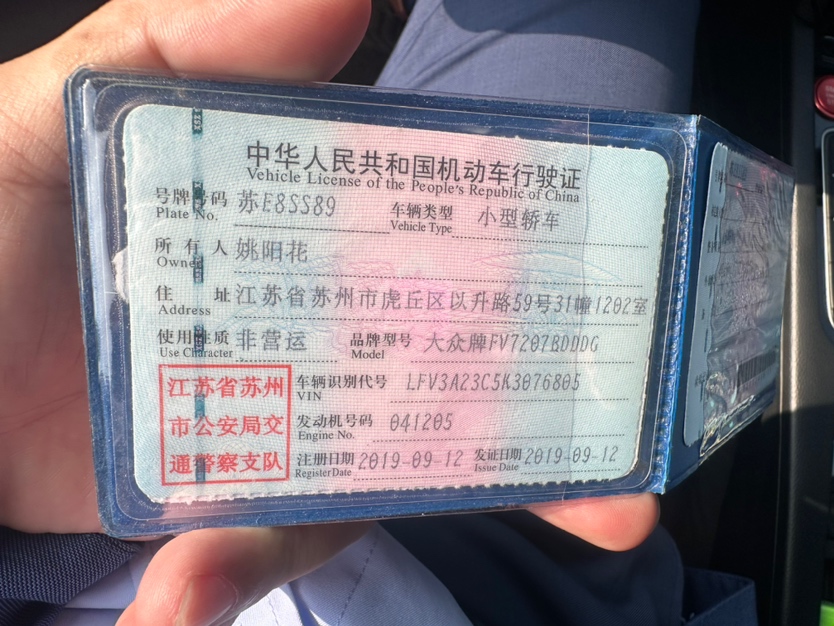 中华人民共和国机动车行驶证
Vehicle License of the People's Republic of China
号牌号码 苏E8SS89 车辆类型 小型轿车
Plate No. Vehicle Type
所有人 姚阳花
Owner
住址 江苏省苏州市虎丘区以升路59号31幢1202室
Address
使用性质 非营运 品牌型号 大众牌FV7207BDDDG
Use Character Model
江苏省苏州
市公安局交
通警察支队
车辆识别代号 LFV3A23C5K3076805
VIN
发动机号码 041205
Engine No.
注册日期 2019-09-12 发证日期 2019-09-12
Register Date Issue Date